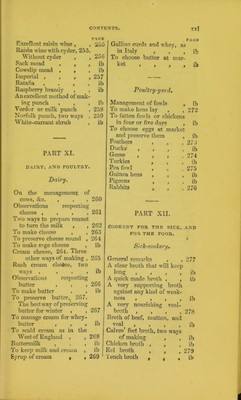 CONTENTS.
xxi
PAGE
Excellent raisin wine , . 255
Raisin wine with cyder, 255.
Without cyder , . 256
Sack mead . . . ib
Cowslip mead , . . ib
Imperial , . . . 257
Ratafia . . . . ib
Raspberry brandy . . ib
An excellent method of making punch . . . ib
Verder or milk punch . 258
Norfolk punch, two ways . 259
White-currant shrub . ib
PART XI.
DAIRY, AND POULTRY.
Dairy.
On the management of
cows, &c. . . . 260
Observations respecting
cheese . . . . 261
Two ways to prepare rennet
to turn the milk , . 262
To make cheese . . 263
To preserve cheese round . 264
To make sage cheese . ib
Cream cheese, 264. Three
other ways of making . 265
Rush cream cheese, two
ways . . . . ib
Observations respecting
butter . . . . 266
To make butter . . ib
To preserve butter, 267.
The best way of preserving
butter for winter . . 267
To manage cream for whey-
butter . . . . ib
To scald cream as in the
West of England . . 268
Buttermilk . . . ib
To keep milk and cream . ib
Syrup of cream . . 269
PAGE
Gallino curds and whey, as
in Italy . . . ib
To choose butter at mar-
ket . . . . ib
Poultry-yard.
Management of fowls . ib
To make hens lay . . 272
To fatten fowls or chickens
in four or five days . ib
To choose eggs at market
and preserve them . ib
Feathers . . . 273
Ducks . . . . ib
Geese . . . . 274
Turkies . . . . ib
Pea fowl . . . 275
Guinea hens . . . ib
Pigeons . . . . ib
Rabbits . . . . 276
PART XII.
COOKERY FOR THE SICK, AND
FOR THE POOR.
Sick-cookery.
General remarks . . 277
A clear broth that will keep
long . . . . ib
A quick made broth . . ib
A very supporting broth
against any kind of weak-
ness . . . . ib
A very nourishing veal-
broth . . . . 278
Broth of beef, mutton, and
veal . . . . ib
Calves' feet broth, two ways
of making . . . ib
Chicken broth . . . ib
Eel broth . . . 279
Tench broth . . . ib